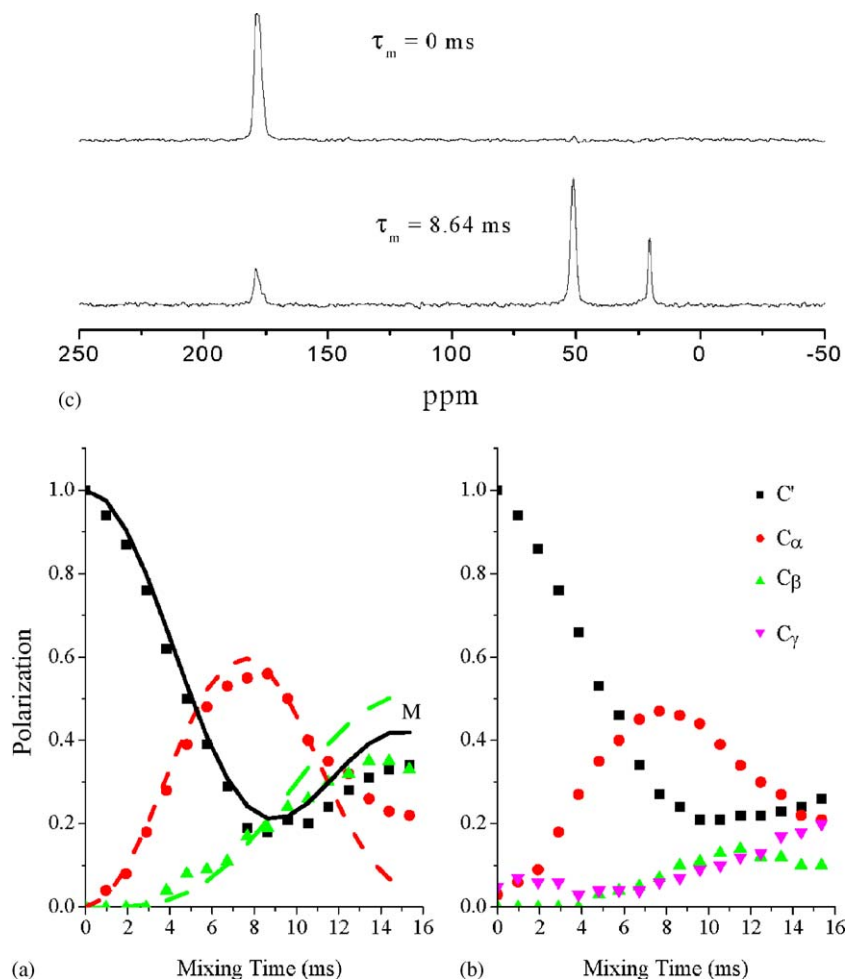 τm = 0 ms
τm = 8.64 ms
250 200 150 100 50 0 -50
(c) ppm
1.0 1.0
C'
0.8 0.8
Cα
Cβ
0.6 0.6
Cγ
Polarization
M
0.4 0.4
0.2 0.2
0.0 0.0
0 2 4 6 8 10 12 14 16 0 2 4 6 8 10 12 14 16
(a) Mixing Time (ms) (b) Mixing Time (ms)